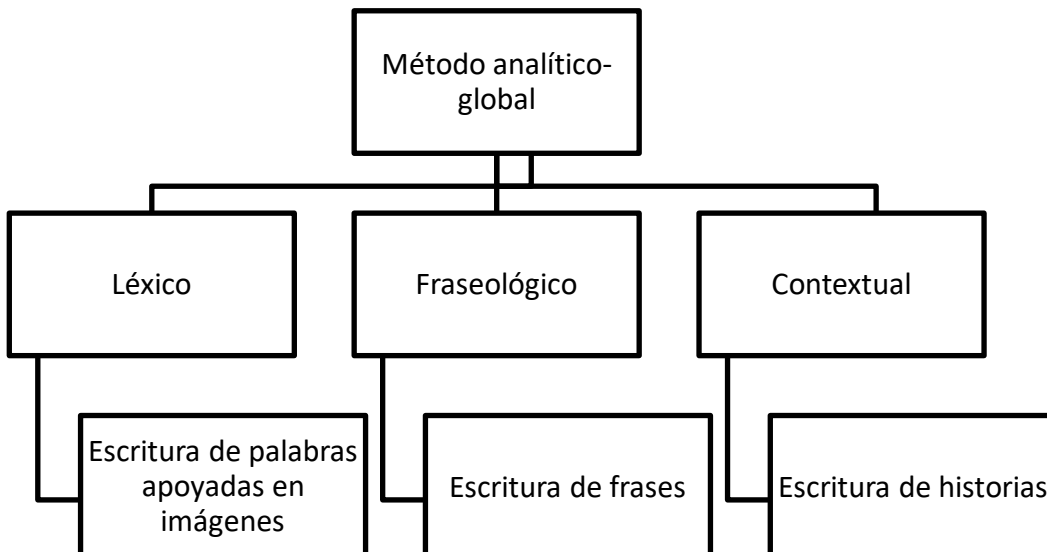 Método analítico-
global
Léxico
Fraseológico
Contextual
Escritura de palabras
apoyadas en
imágenes
Escritura de frases
Escritura de historias